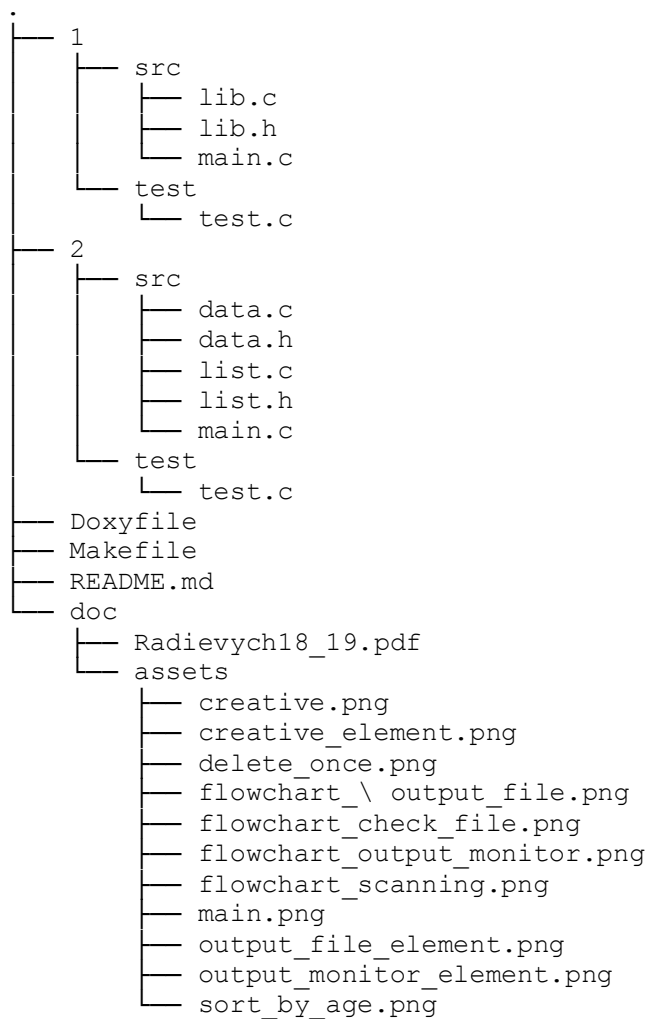 .
├── 1
│   ├── src
│   │   ├── lib.c
│   │   ├── lib.h
│   │   └── main.c
│   └── test
│       └── test.c
├── 2
│   ├── src
│   │   ├── data.c
│   │   ├── data.h
│   │   ├── list.c
│   │   ├── list.h
│   │   └── main.c
│   └── test
│       └── test.c
├── Doxyfile
├── Makefile
├── README.md
└── doc
    ├── Radievych18_19.pdf
    └── assets
        ├── creative.png
        ├── creative_element.png
        ├── delete_once.png
        ├── flowchart_\ output_file.png
        ├── flowchart_check_file.png
        ├── flowchart_output_monitor.png
        ├── flowchart_scanning.png
        ├── main.png
        ├── output_file_element.png
        ├── output_monitor_element.png
        └── sort_by_age.png